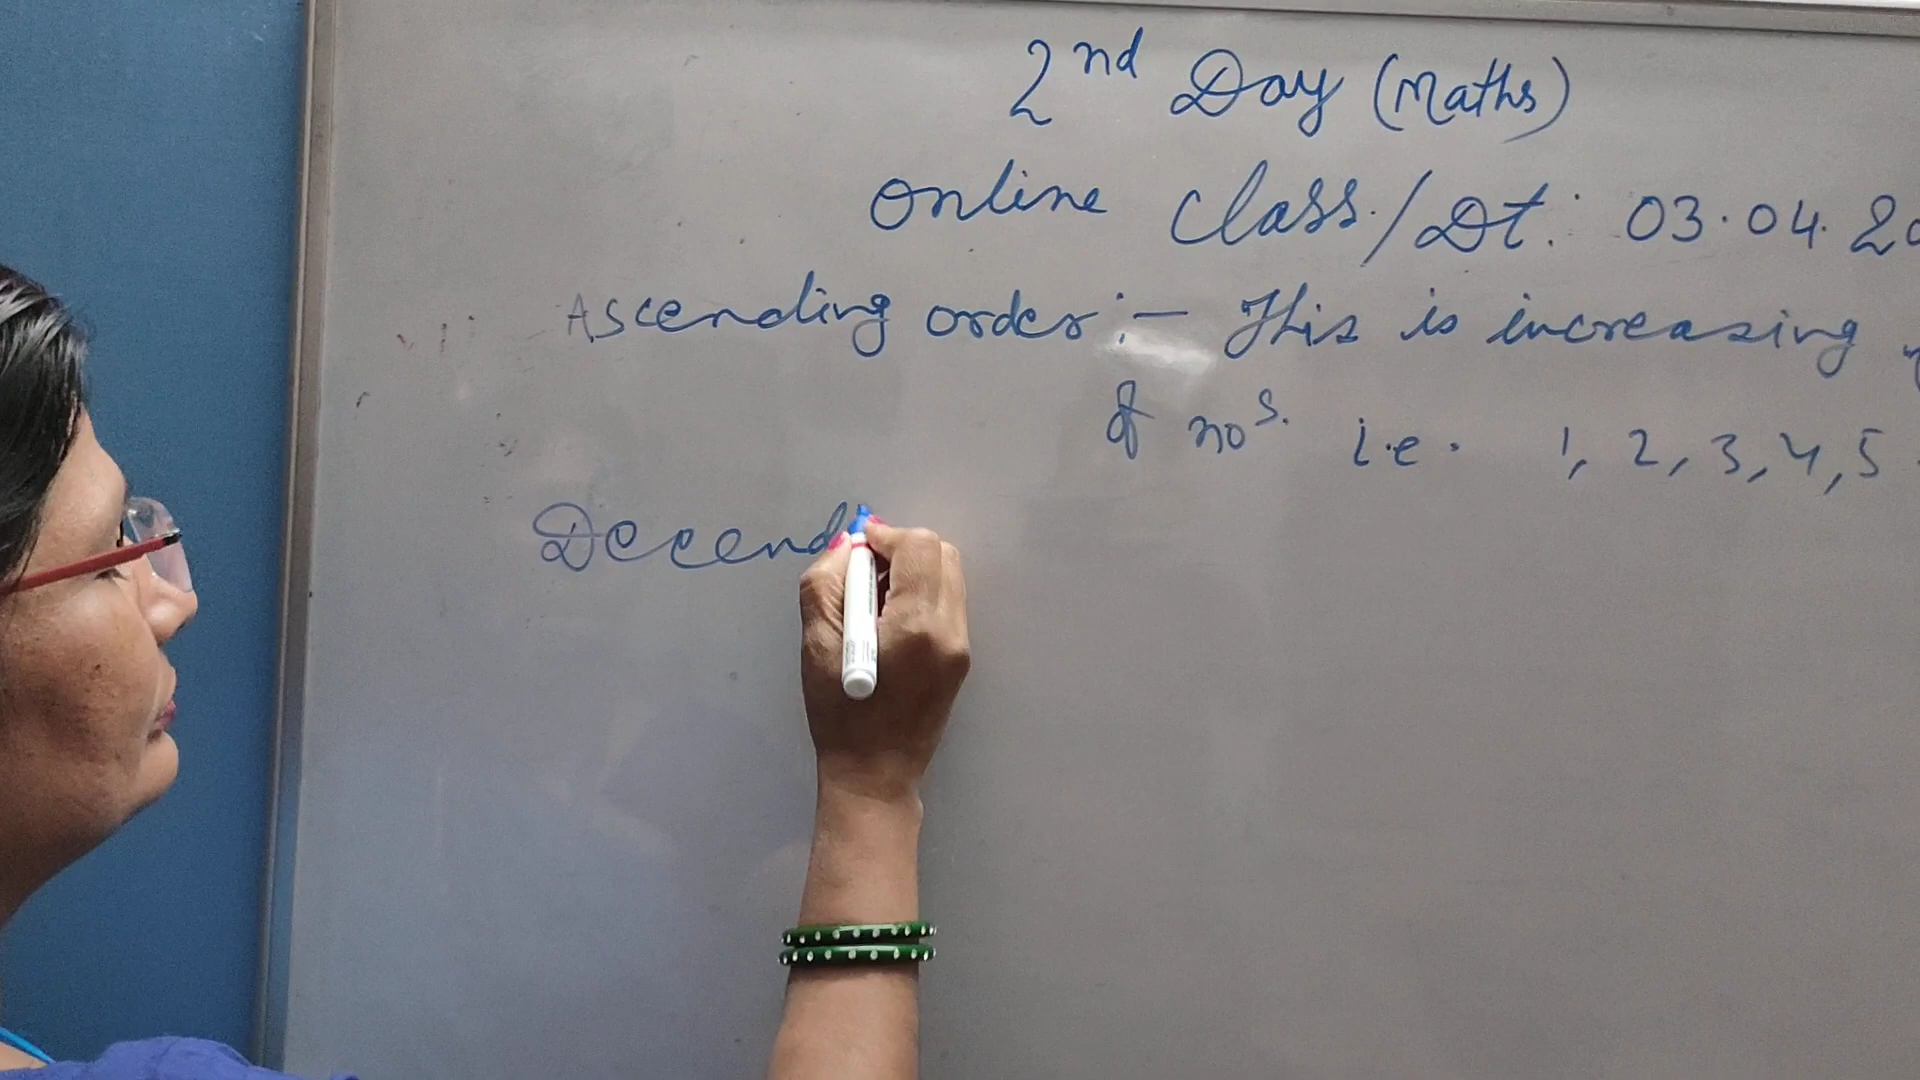 2nd Day (Maths)
Online Class./Dt: 03.04.20
Ascending order:- This is increasing
of nos. i.e. 1, 2, 3, 4, 5
Decend